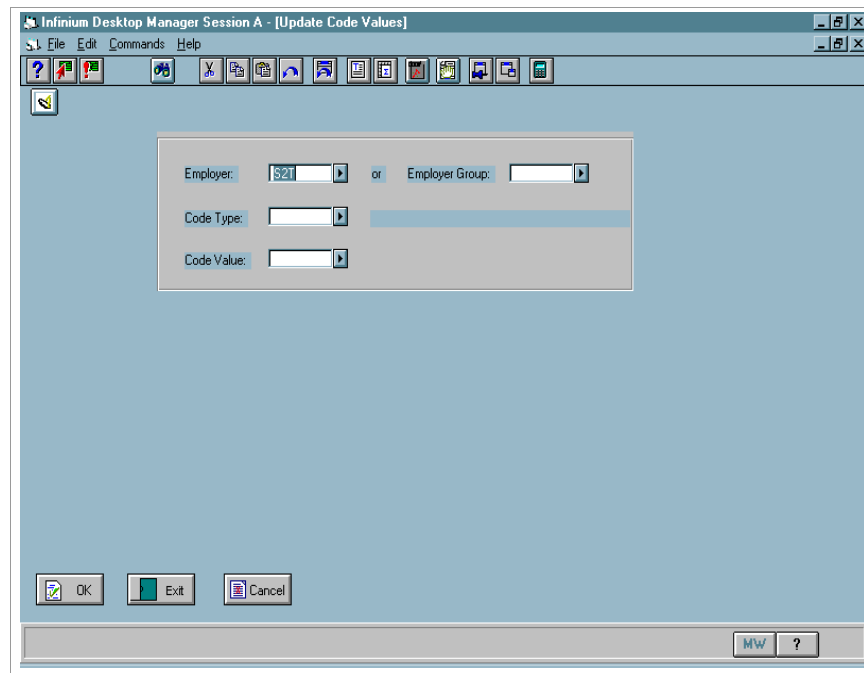 Infinium Desktop Manager Session A - [Update Code Values]
File Edit Commands Help
Employer: S2T or Employer Group:
Code Type:
Code Value:
OK Exit Cancel
MW ?